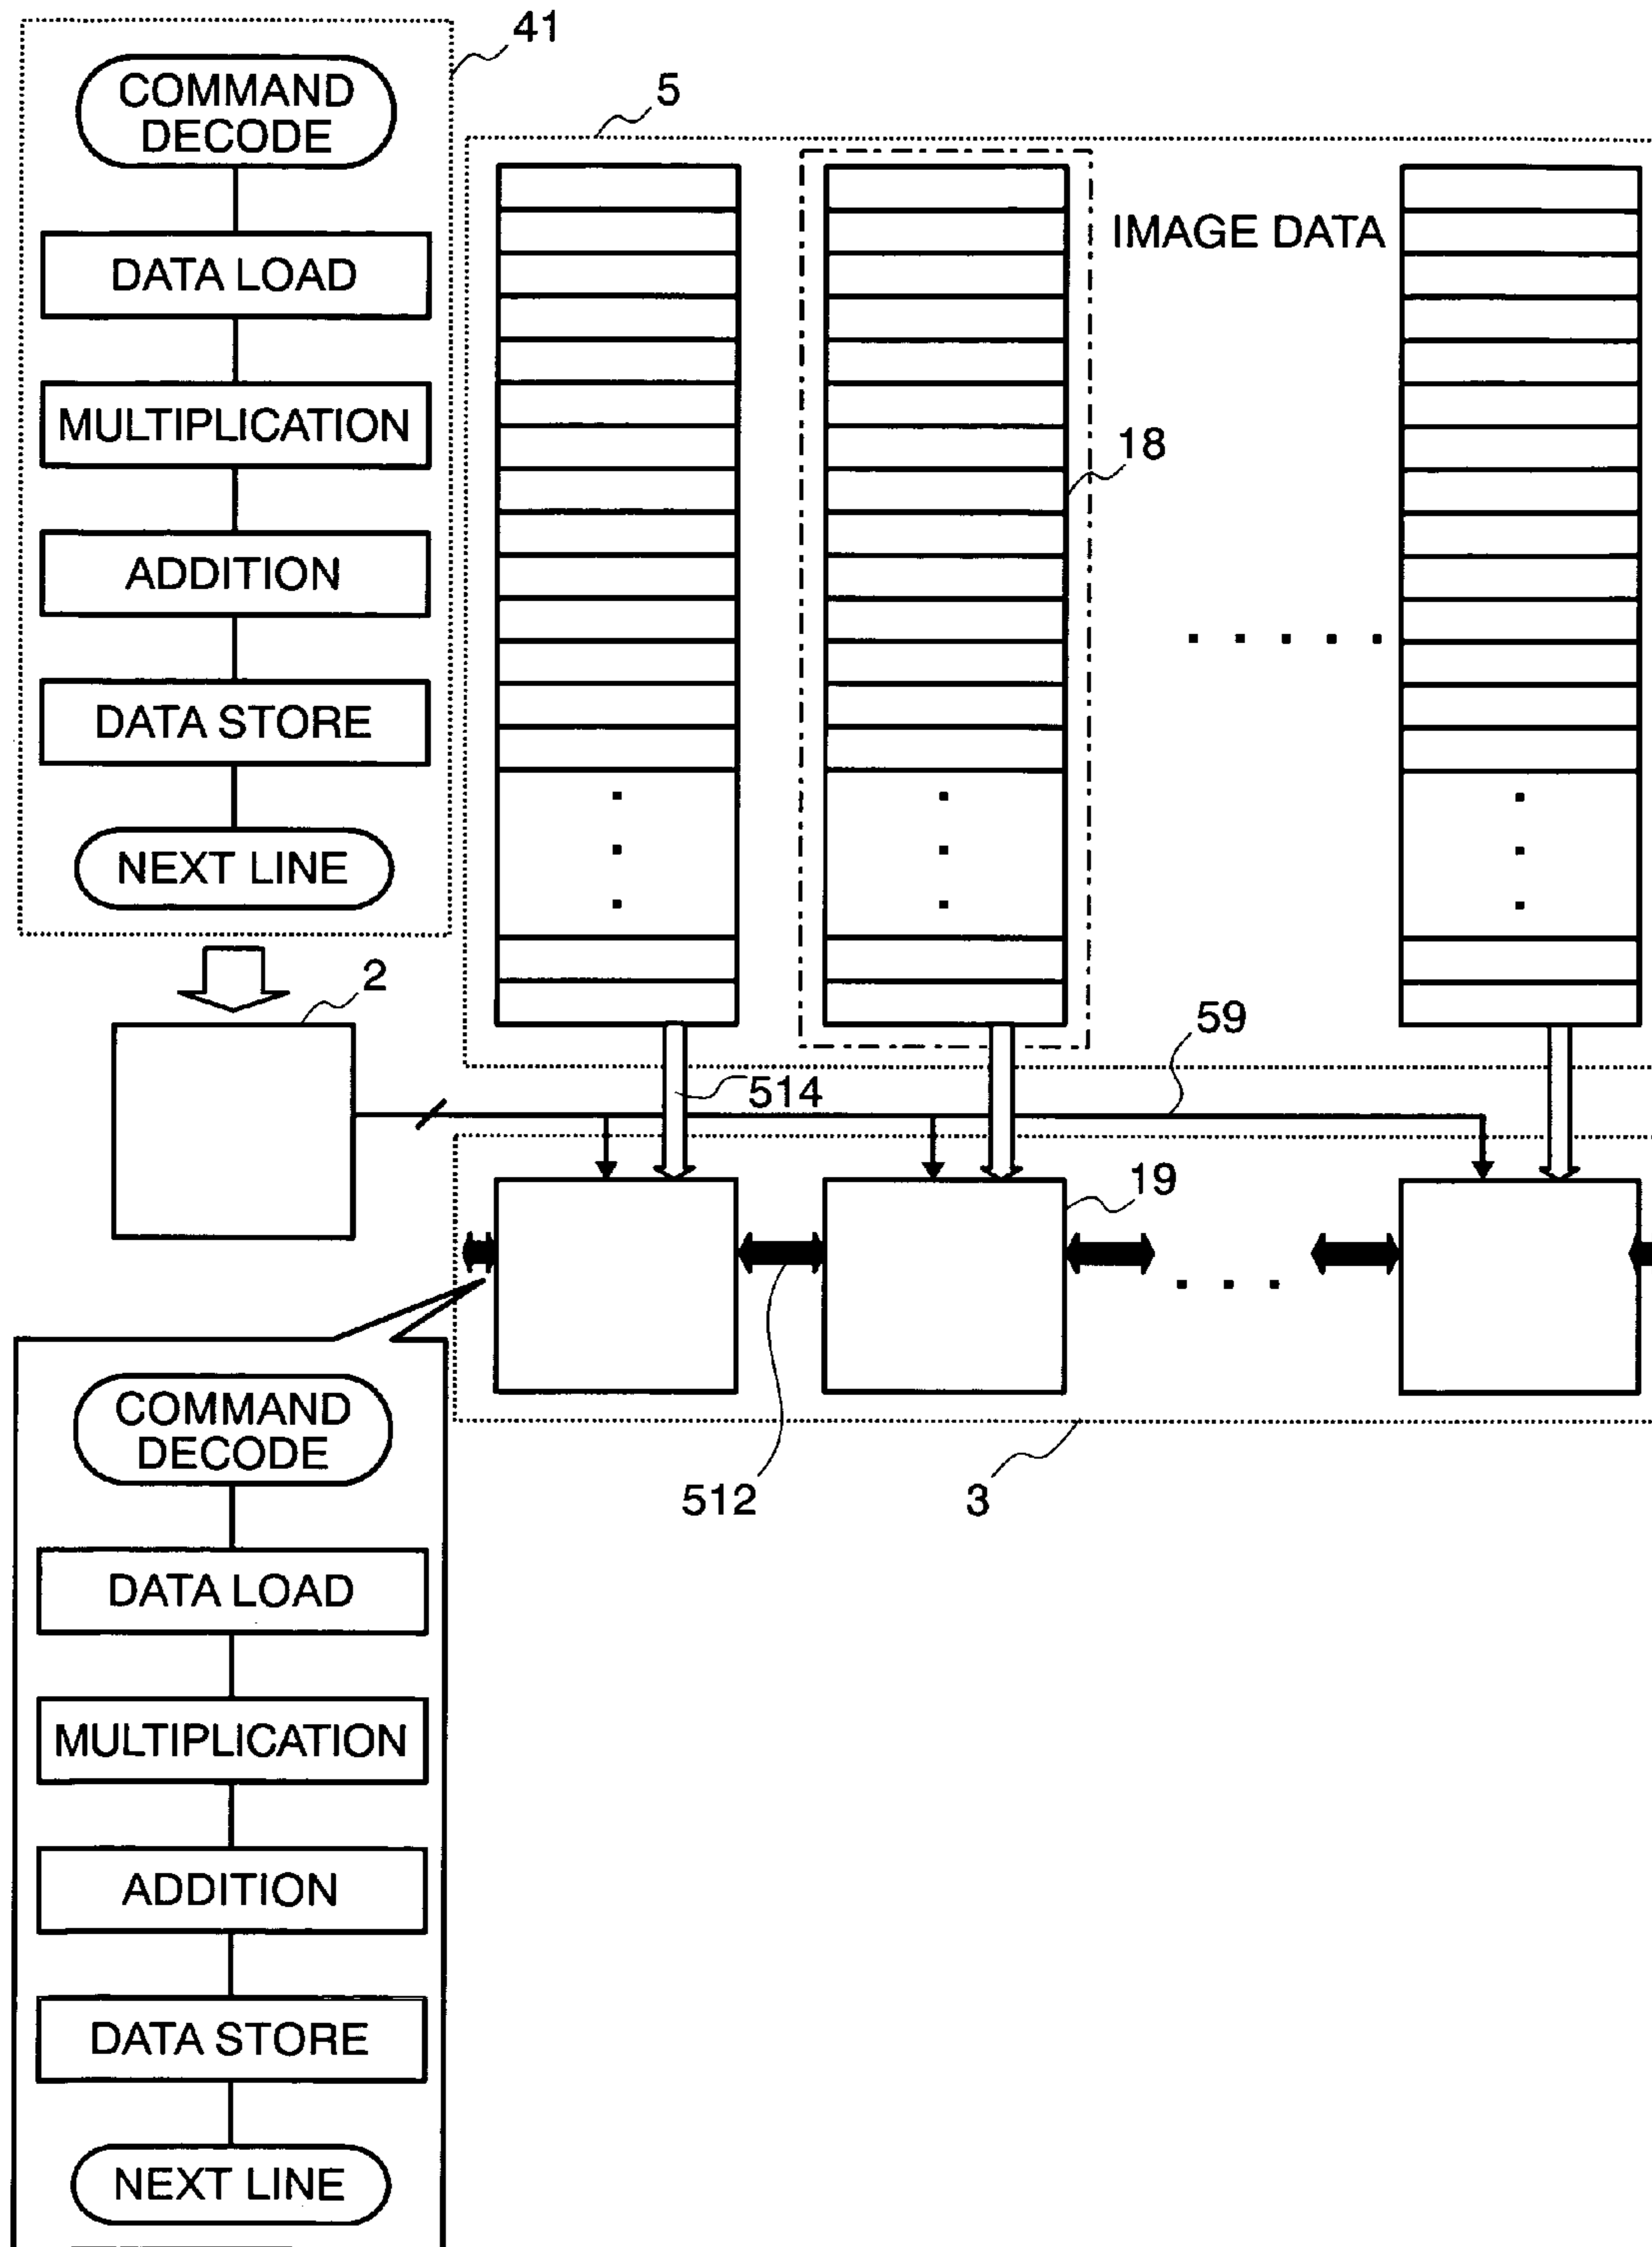 41
COMMAND
DECODE
DATA LOAD
MULTIPLICATION
ADDITION
DATA STORE
NEXT LINE
5
IMAGE DATA
18
2
514
59
19
512
3
COMMAND
DECODE
DATA LOAD
MULTIPLICATION
ADDITION
DATA STORE
NEXT LINE